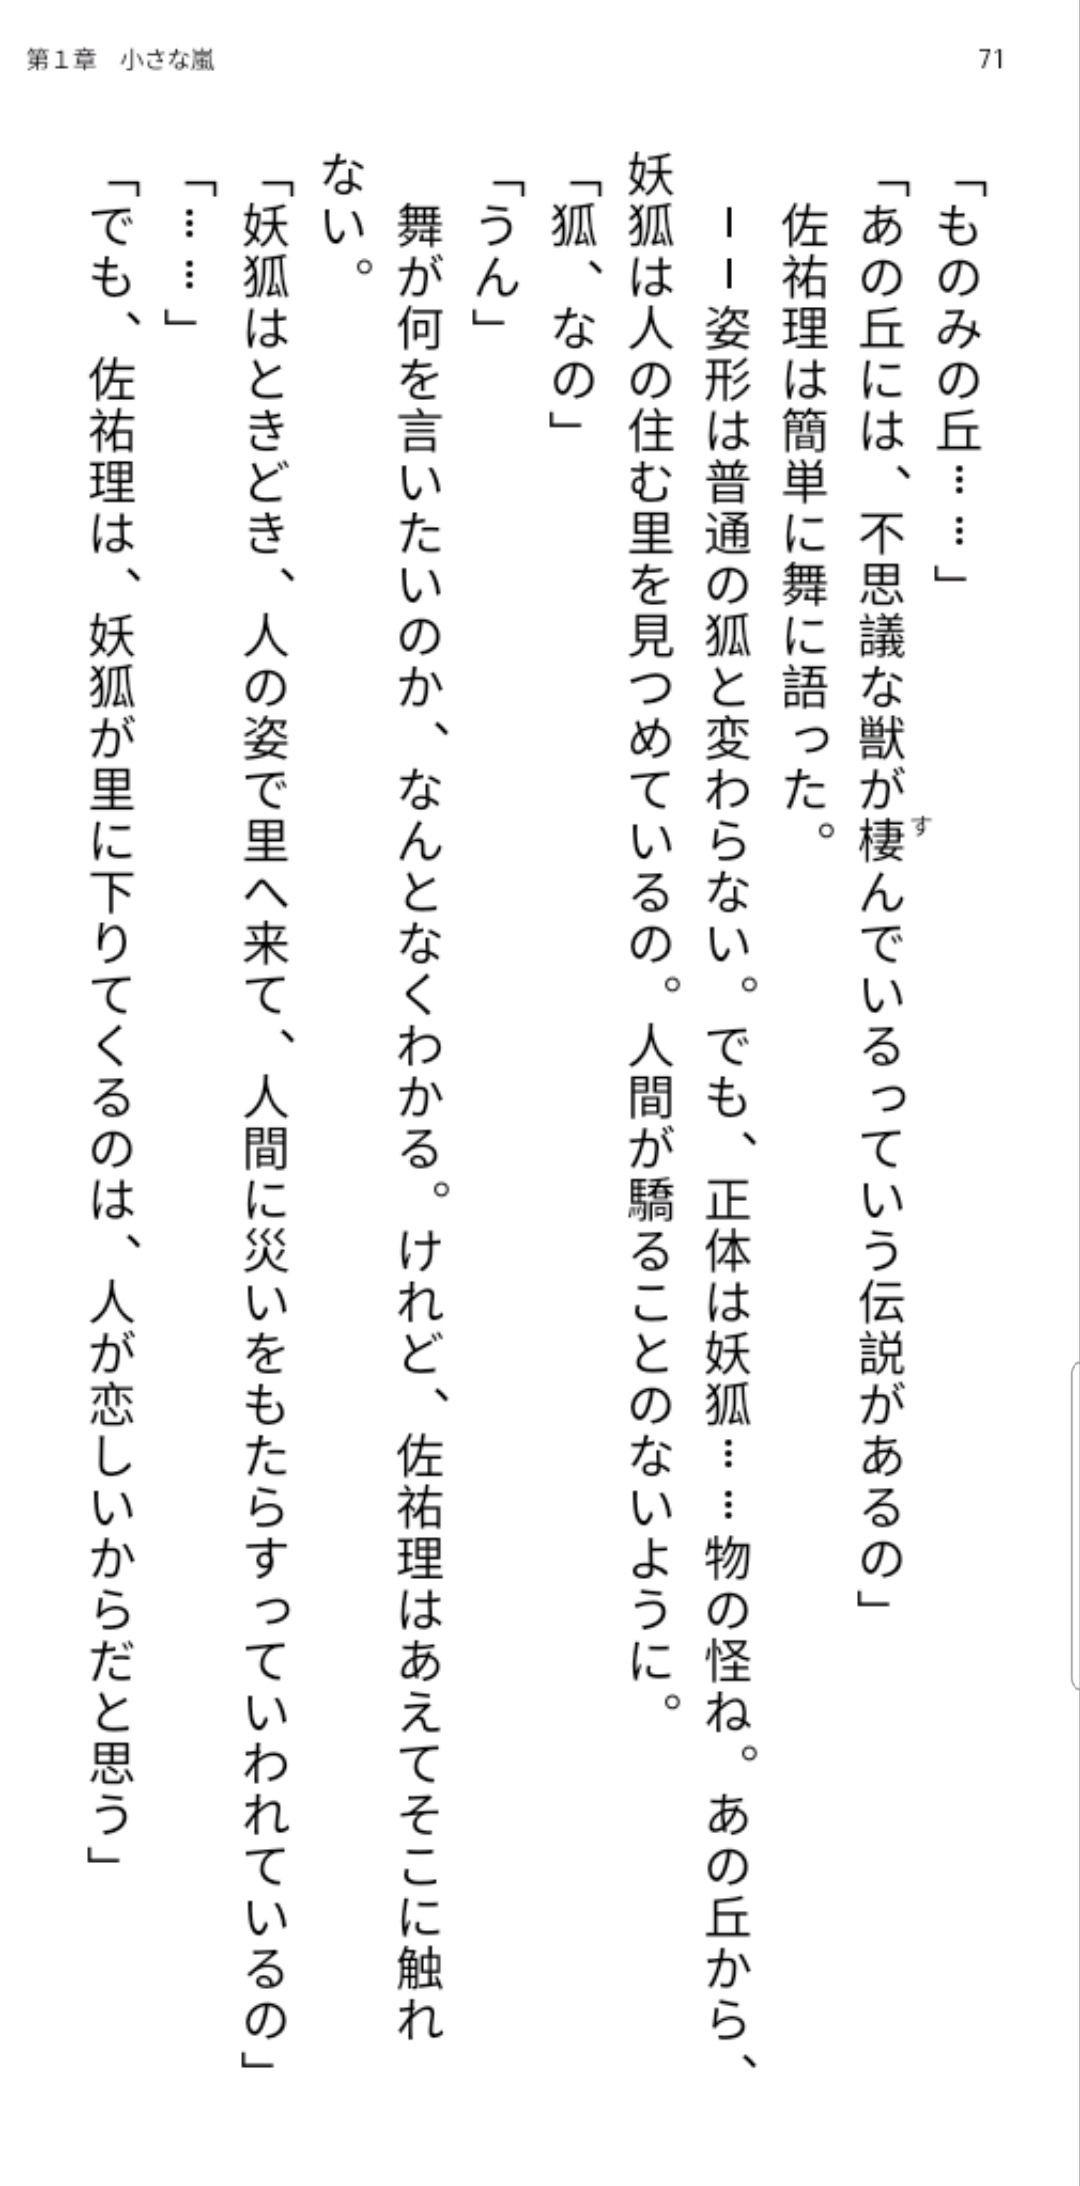 第１章　小さな嵐
71
「ものみの丘……」
「あの丘には、不思議な獣が棲んでいるっていう伝説があるの」
す
佐祐理は簡単に舞に語った。
――姿形は普通の狐と変わらない。でも、正体は妖狐……物の怪ね。あの丘から、
妖狐は人の住む里を見つめているの。人間が驕ることのないように。
「狐、なの」
「うん」
舞が何を言いたいのか、なんとなくわかる。けれど、佐祐理はあえてそこに触れ
ない。
「妖狐はときどき、人の姿で里へ来て、人間に災いをもたらすっていわれているの」
「……」
「でも、佐祐理は、妖狐が里に下りてくるのは、人が恋しいからだと思う」